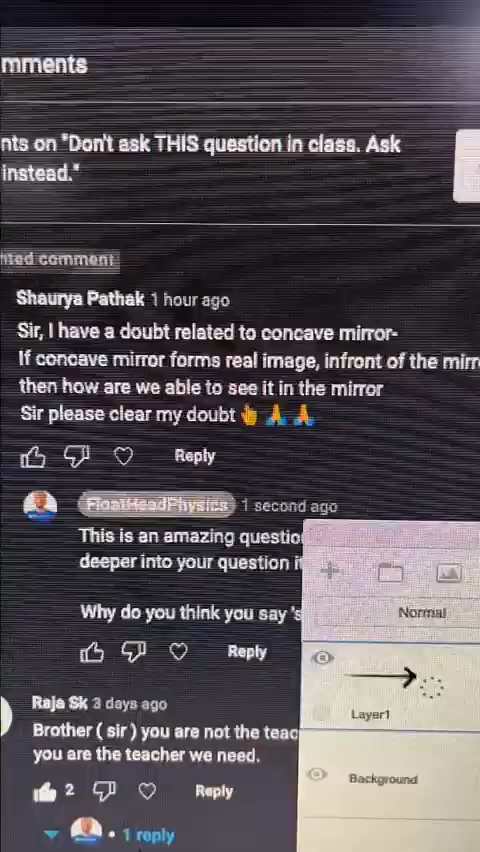 mments
nts on "Don't ask THIS question in class. Ask
instead."
comment
Shaurya Pathak 1 hour ago
Sir, I have a doubt related to concave mirror-
If concave mirror forms real image, infront of the mirr
then how are we able to see it in the mirror
Sir please clear my doubt👆🙏🙏
Reply
FloatHeadPhysics 1 second ago
This is an amazing questio
deeper into your question i
Why do you think you say 's
Reply
Normal
Layer1
Background
Raja Sk 3 days ago
Brother ( sir ) you are not the teac
you are the teacher we need.
2 Reply
• 1 reply